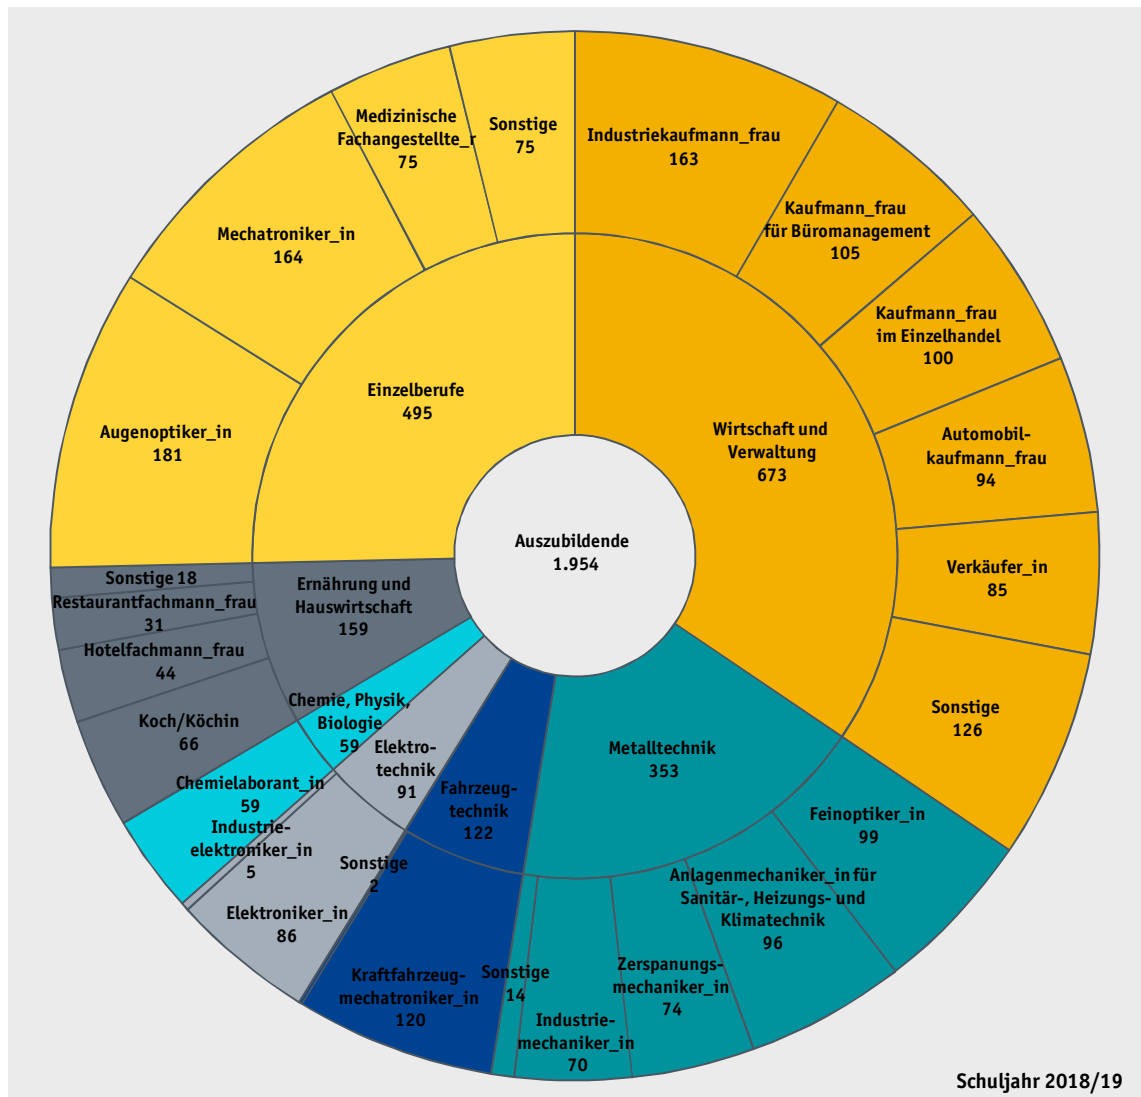 Medizinische
Fachangestellte_r
75
Sonstige
75
Industriekaufmann_frau
163
Kaufmann_frau
für Büromanagement
105
Mechatroniker_in
164
Kaufmann_frau
im Einzelhandel
100
Einzelberufe
495
Augenoptiker_in
181
Wirtschaft und
Verwaltung
673
Automobil-
kaufmann_frau
94
Auszubildende
1.954
Verkäufer_in
85
Sonstige 18
Restaurantfachmann_frau
31
Hotelfachmann_frau
44
Koch/Köchin
66
Ernährung und
Hauswirtschaft
159
Chemie, Physik,
Biologie
59
Elektro-
technik
91
Fahrzeug-
technik
122
Metalltechnik
353
Sonstige
126
Chemielaborant_in
59
Industrie-
elektroniker_in
5
Elektroniker_in
86
Sonstige
2
Kraftfahrzeug-
mechatroniker_in
120
Sonstige
14
Industrie-
mechaniker_in
70
Zerspanungs-
mechaniker_in
74
Anlagenmechaniker_in für
Sanitär-, Heizungs- und
Klimatechnik
96
Feinoptiker_in
99
Schuljahr 2018/19